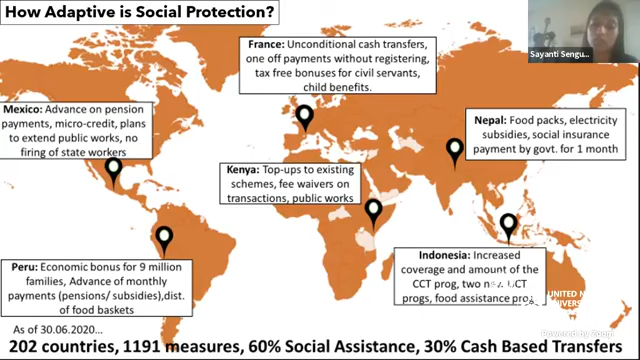 How Adaptive is Social Protection?
Sayanti Sengu...
France: Unconditional cash transfers,
one off payments without registering,
tax free bonuses for civil servants,
child benefits.
Mexico: Advance on pension
payments, micro-credit, plans
to extend public works, no
firing of state workers
Nepal: Food packs, electricity
subsidies, social insurance
payment by govt. for 1 month
Kenya: Top-ups to existing
schemes, fee waivers on
transactions, public works
Peru: Economic bonus for 9 million
families, Advance of monthly
payments (pensions/ subsidies),dist.
of food baskets
Indonesia: Increased
coverage and amount of the
CCT prog, two new UCT
progs, food assistance prog
UNITED N
UNIVERS
Powered by Zoom
As of 30.06.2020...
202 countries, 1191 measures, 60% Social Assistance, 30% Cash Based Transfers